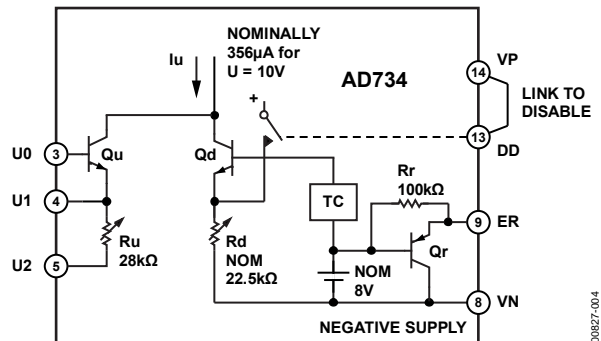 NOMINALLY
356µA for
U = 10V
Iu
AD734
VP
14
LINK TO
DISABLE
13
DD
+
U0
3
Qu
Qd
U1
4
Ru
28kΩ
U2
5
Rd
NOM
22.5kΩ
TC
Rr
100kΩ
9
ER
Qr
NOM
8V
8
VN
NEGATIVE SUPPLY
00827-004